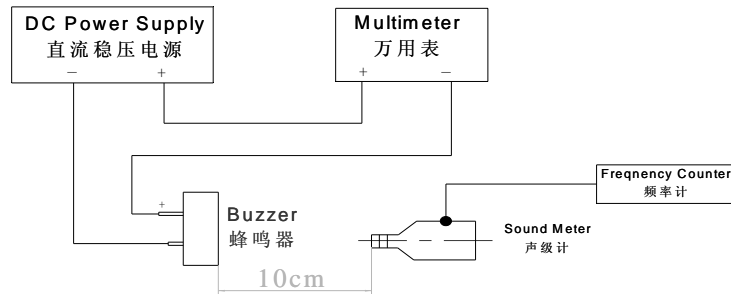 DC Power Supply
直流稳压电源
− +
Multimeter
万用表
+ −
Freqnency Counter
频率计
+
Buzzer
蜂鸣器
Sound Meter
声级计
10cm